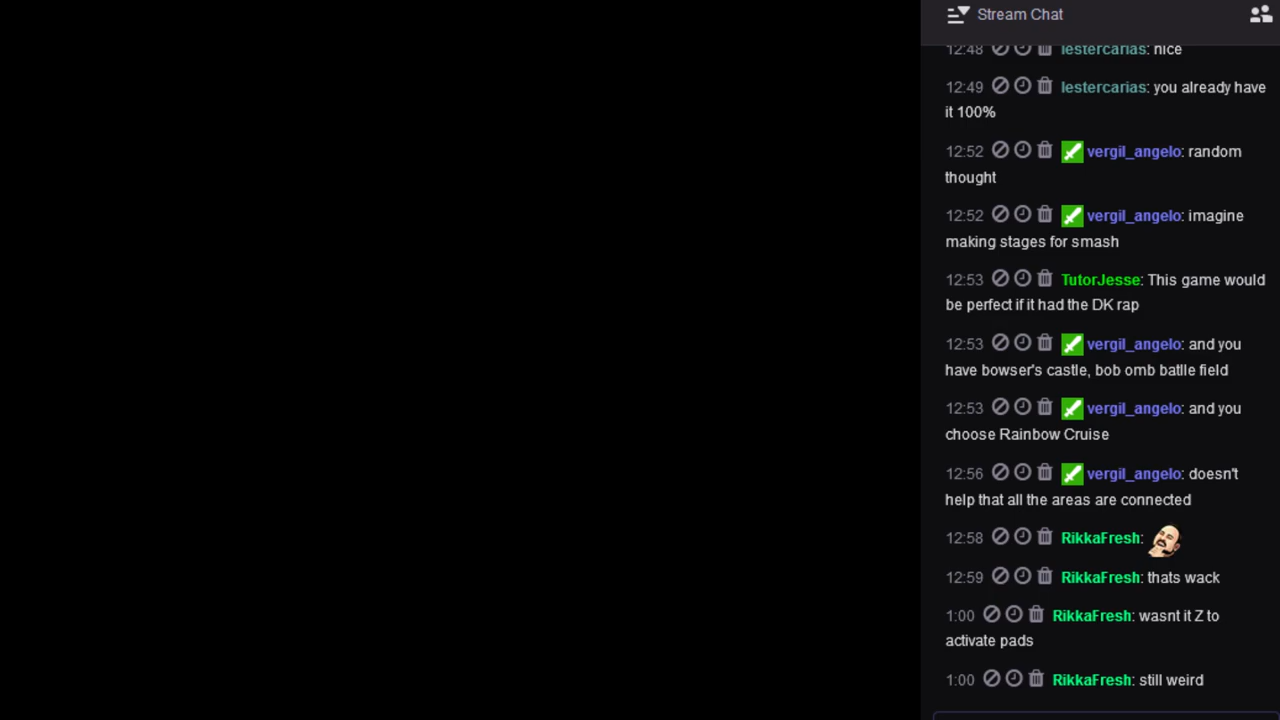 Stream Chat
12:48 lestercarias: nice
12:49 lestercarias: you already have
it 100%
12:52 vergil_angelo: random
thought
12:52 vergil_angelo: imagine
making stages for smash
12:53 TutorJesse: This game would
be perfect if it had the DK rap
12:53 vergil_angelo: and you
have bowser's castle, bob omb batlle field
12:53 vergil_angelo: and you
choose Rainbow Cruise
12:56 vergil_angelo: doesn't
help that all the areas are connected
12:58 RikkaFresh:
12:59 RikkaFresh: thats wack
1:00 RikkaFresh: wasnt it Z to
activate pads
1:00 RikkaFresh: still weird